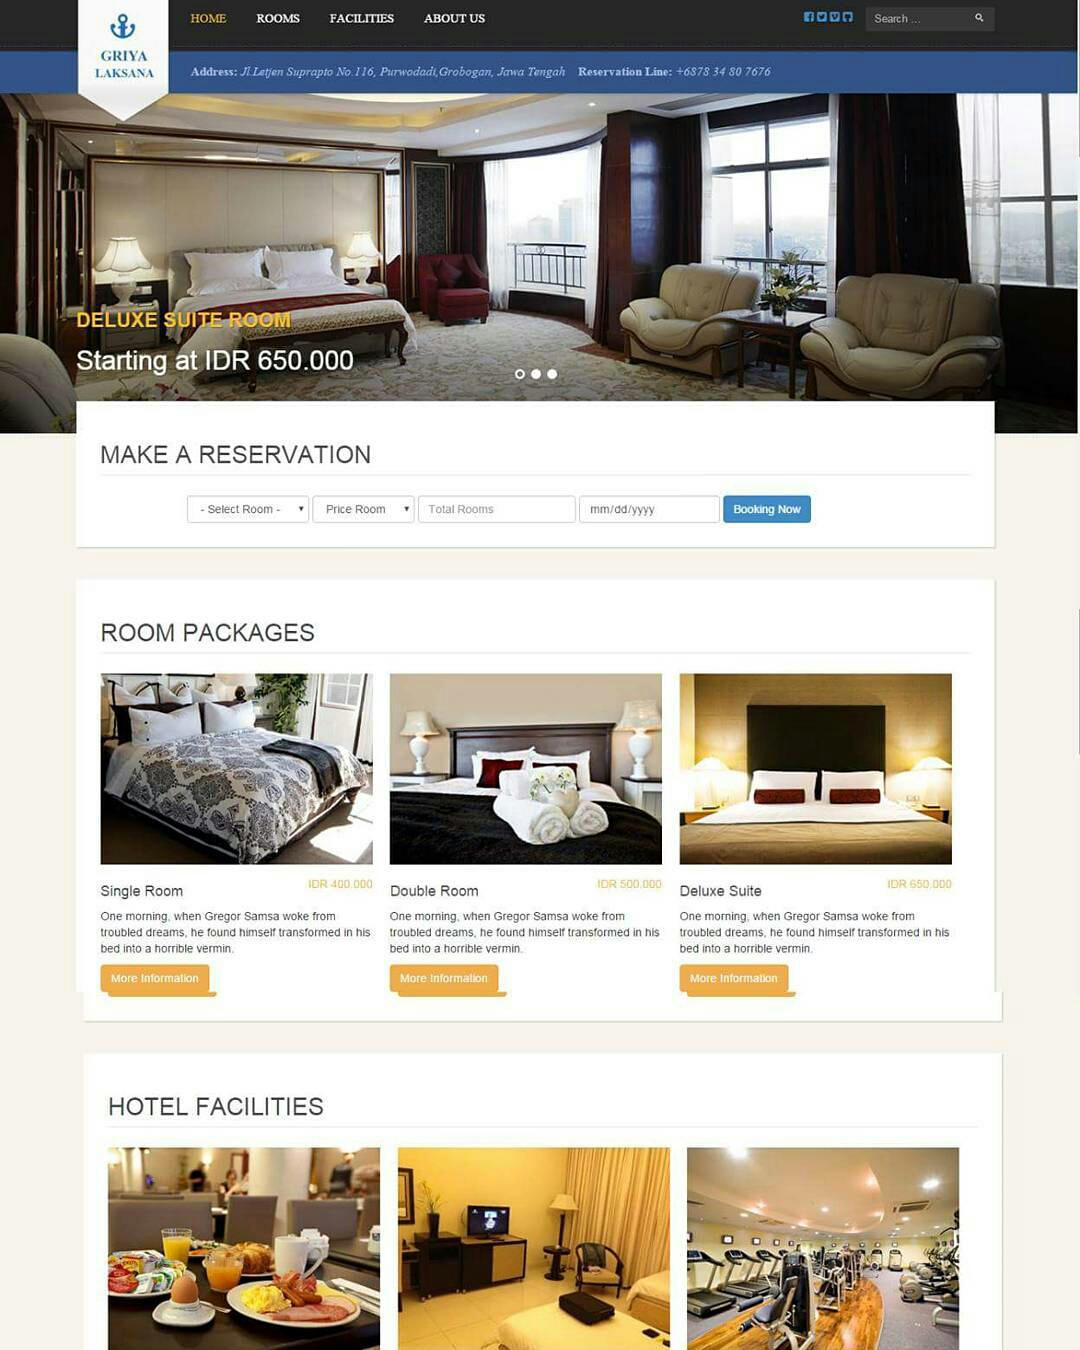 HOME ROOMS FACILITIES ABOUT US
Search ...
GRIYA
LAKSANA
Address: Jl.Letjen Suprapto No.116, Purwodadi,Grobogan, Jawa Tengah Reservation Line: +6878 34 80 7676
DELUXE SUITE ROOM
Starting at IDR 650.000
MAKE A RESERVATION
- Select Room - Price Room Total Rooms mm/dd/yyyy Booking Now
ROOM PACKAGES
Single Room IDR 400.000
One morning, when Gregor Samsa woke from
troubled dreams, he found himself transformed in his
bed into a horrible vermin.
More Information
Double Room IDR 500.000
One morning, when Gregor Samsa woke from
troubled dreams, he found himself transformed in his
bed into a horrible vermin.
More Information
Deluxe Suite IDR 650.000
One morning, when Gregor Samsa woke from
troubled dreams, he found himself transformed in his
bed into a horrible vermin.
More Information
HOTEL FACILITIES